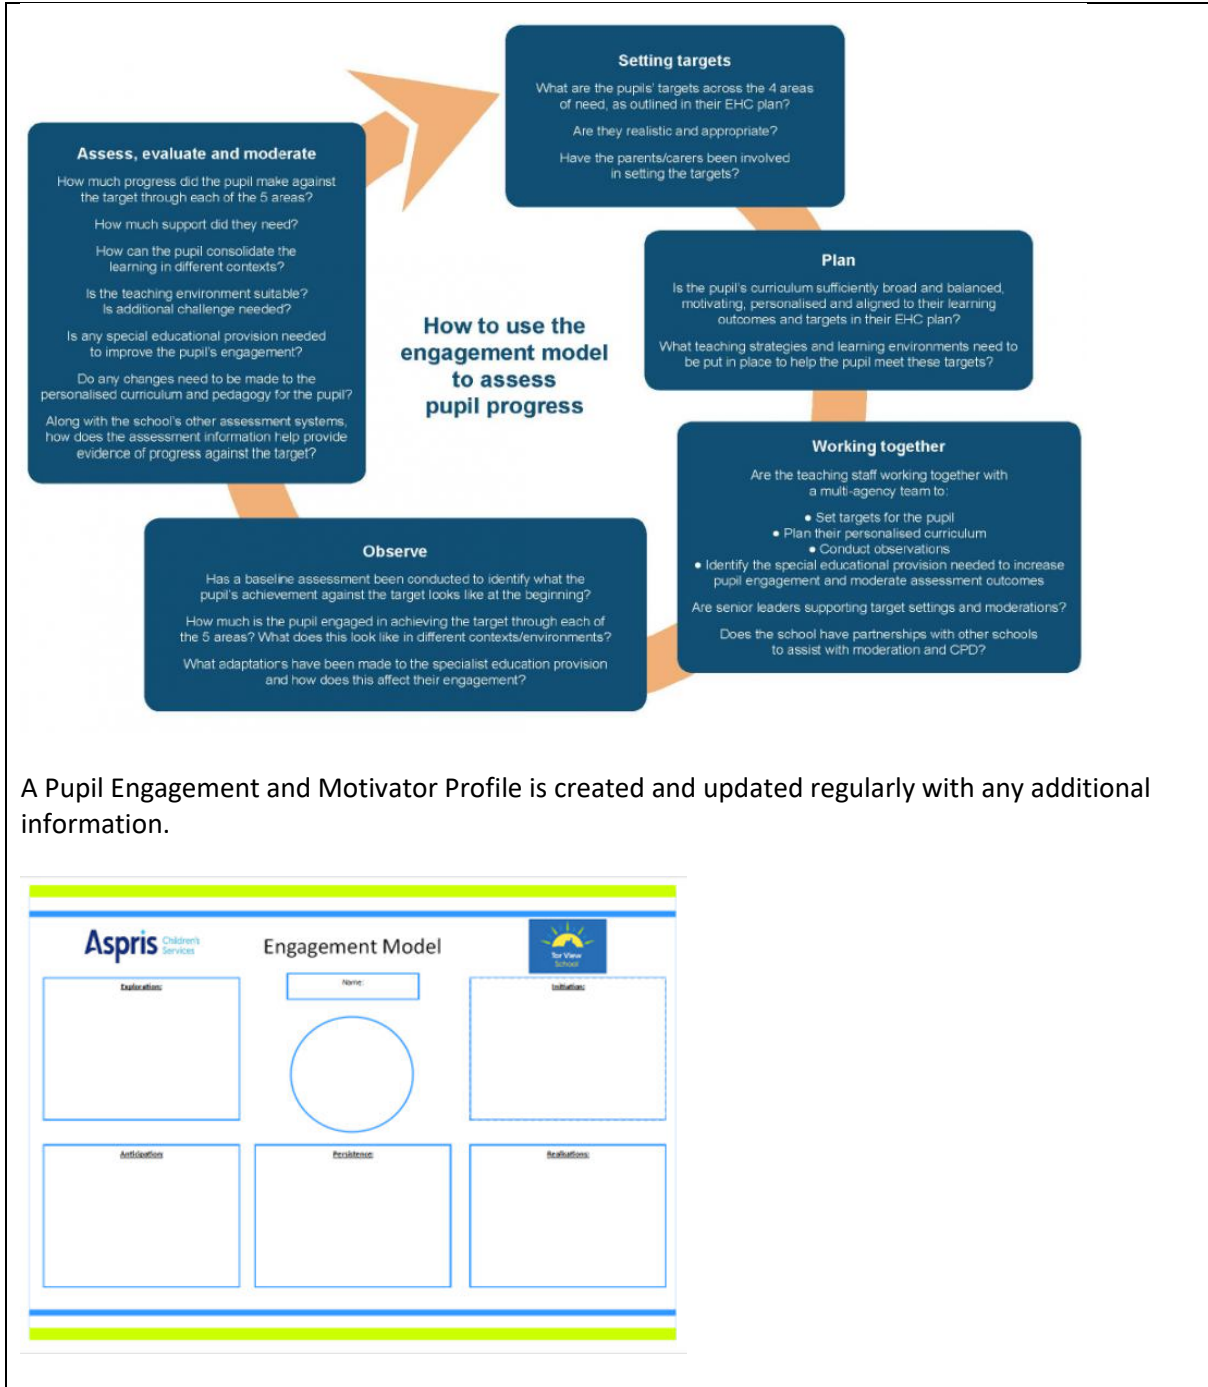 Setting targets
What are the pupils' targets across the 4 areas
of need, as outlined in their EHC plan?
Are they realistic and appropriate?
Have the parents/carers been involved
in setting the targets?
Plan
Is the pupil's curriculum sufficiently broad and balanced,
motivating, personalised and aligned to their learning
outcomes and targets in their EHC plan?
What teaching strategies and learning environments need to
be put in place to help the pupil meet these targets?
Working together
Are the teaching staff working together with
a multi-agency team to:
● Set targets for the pupil
● Plan their personalised curriculum
● Conduct observations
● Identify the special educational provision needed to increase
pupil engagement and moderate assessment outcomes
Are senior leaders supporting target settings and moderations?
Does the school have partnerships with other schools
to assist with moderation and CPD?
Observe
Has a baseline assessment been conducted to identify what the
pupil's achievement against the target looks like at the beginning?
How much is the pupil engaged in achieving the target through each of
the 5 areas? What does this look like in different contexts/environments?
What adaptations have been made to the specialist education provision
and how does this affect their engagement?
Assess, evaluate and moderate
How much progress did the pupil make against
the target through each of the 5 areas?
How much support did they need?
How can the pupil consolidate the
learning in different contexts?
Is the teaching environment suitable?
Is additional challenge needed?
Is any special educational provision needed
to improve the pupil's engagement?
Do any changes need to be made to the
personalised curriculum and pedagogy for the pupil?
Along with the school's other assessment systems,
how does the assessment information help provide
evidence of progress against the target?
How to use the
engagement model
to assess
pupil progress
A Pupil Engagement and Motivator Profile is created and updated regularly with any additional
information.
Aspris Children's
Services
Engagement Model
Tor View
School
Exploration:
Name:
Initiation:
Anticipation:
Persistence:
Realisations: